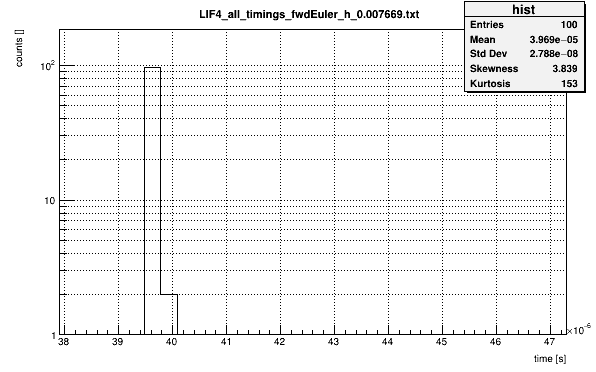 LIF4_all_timings_fwdEuler_h_0.007669.txt
hist
Entries 100
Mean 3.969e−05
Std Dev 2.788e−08
Skewness 3.839
Kurtosis 153
counts []
10²
10
1
38 39 40 41 42 43 44 45 46 47
×10⁻⁶
time [s]